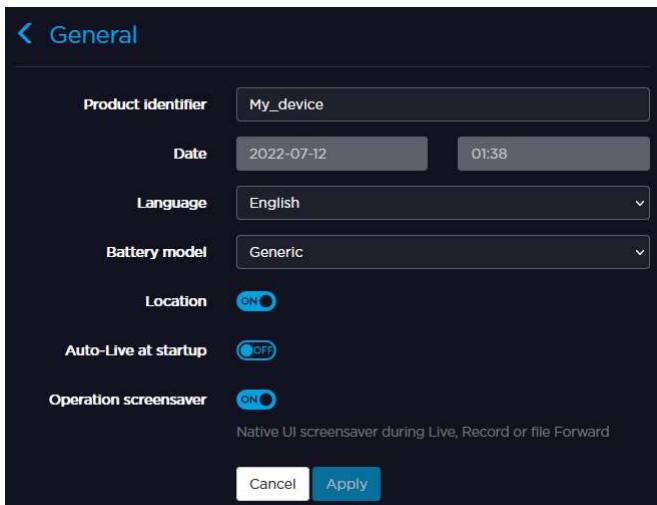 General
Product identifier My_device
Date 2022-07-12 01:38
Language English
Battery model Generic
Location ON
Auto-Live at startup OFF
Operation screensaver ON
Native UI screensaver during Live, Record or file Forward
Cancel Apply